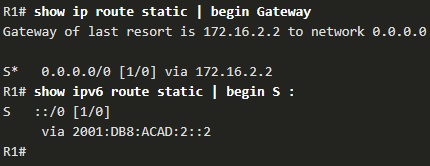 R1# show ip route static | begin Gateway
Gateway of last resort is 172.16.2.2 to network 0.0.0.0
S*    0.0.0.0/0 [1/0] via 172.16.2.2
R1# show ipv6 route static | begin S :
S   ::/0 [1/0]
     via 2001:DB8:ACAD:2::2
R1#